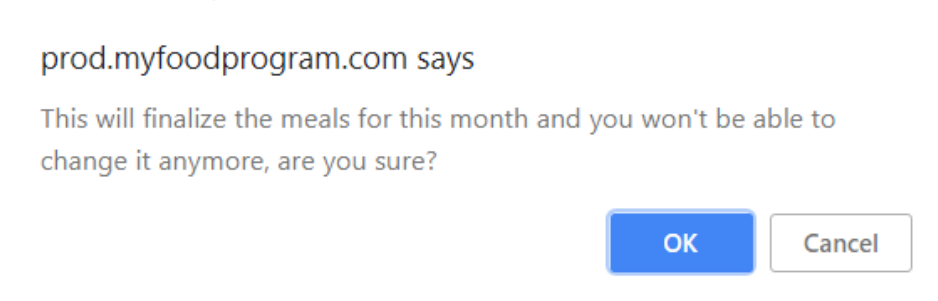 prod.myfoodprogram.com says
This will finalize the meals for this month and you won't be able to
change it anymore, are you sure?
OK
Cancel